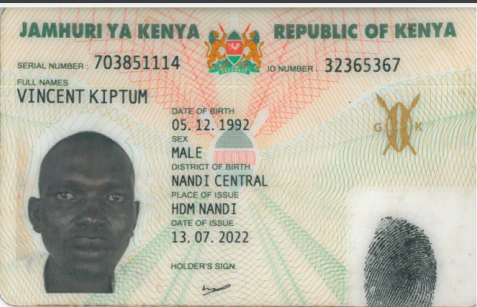 JAMHURI YA KENYA
REPUBLIC OF KENYA
SERIAL NUMBER: 703851114
ID NUMBER: 32365367
FULL NAMES
VINCENT KIPTUM
DATE OF BIRTH
05. 12. 1992
SEX
MALE
DISTRICT OF BIRTH
NANDI CENTRAL
PLACE OF ISSUE
HDM NANDI
DATE OF ISSUE
13. 07. 2022
HOLDER'S SIGN.
G K